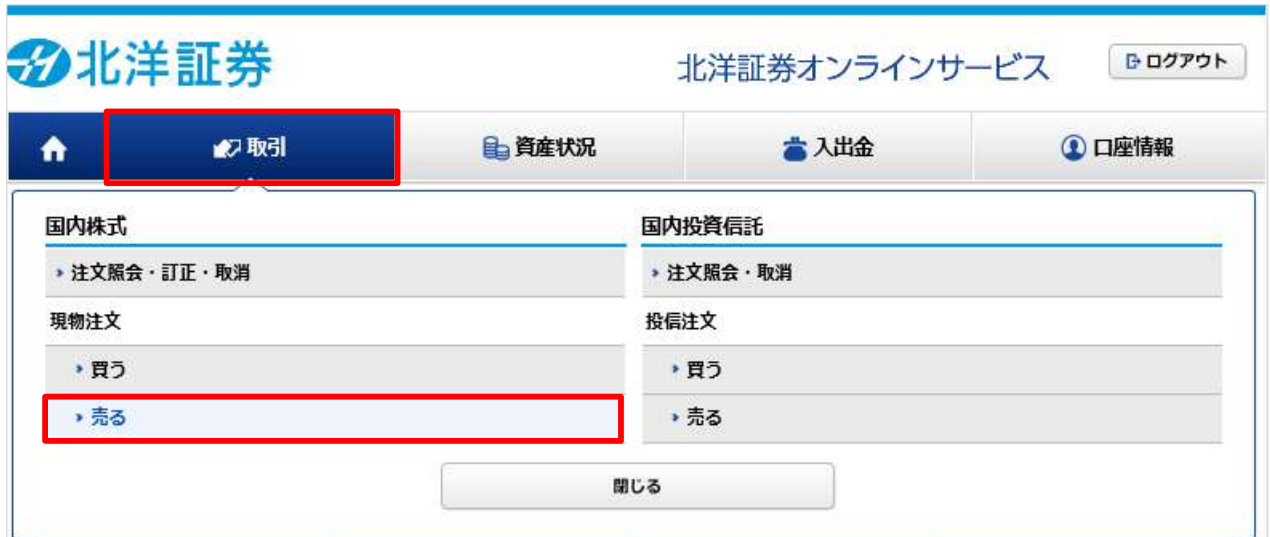 北洋証券
北洋証券オンラインサービス
ログアウト
取引
資産状況
入出金
口座情報
国内株式
注文照会・訂正・取消
現物注文
買う
売る
国内投資信託
注文照会・取消
投信注文
買う
売る
閉じる